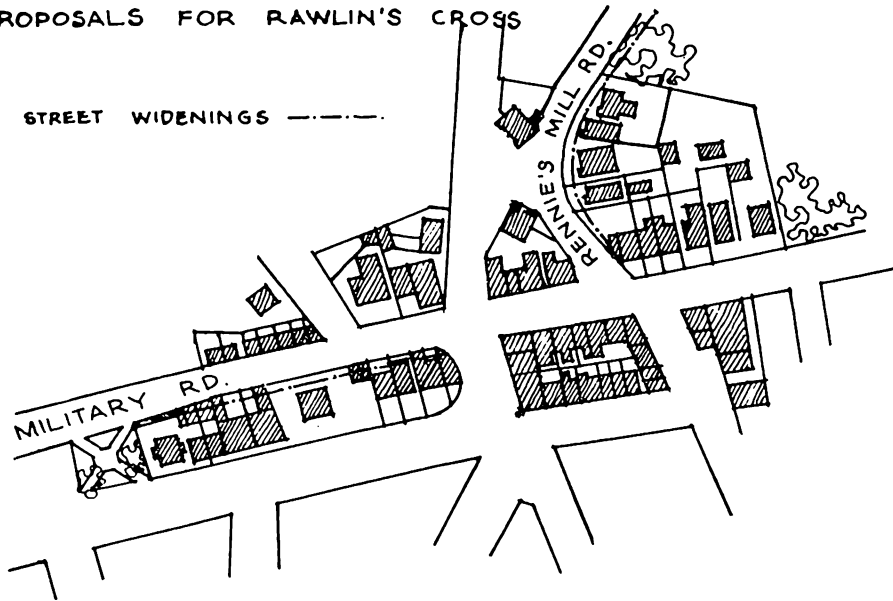 ROPOSALS FOR RAWLIN'S CROSS
STREET WIDENINGS
RENNIE'S MILL RD.
MILITARY RD.